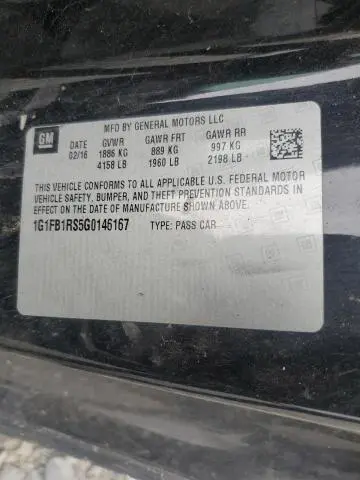 GM
MFD BY GENERAL MOTORS LLC
DATE GVWR GAWR FRT GAWR RR
02/16 1886 KG 889 KG 997 KG
4158 LB 1960 LB 2198 LB
THIS VEHICLE CONFORMS TO ALL APPLICABLE U.S. FEDERAL MOTOR
VEHICLE SAFETY, BUMPER, AND THEFT PREVENTION STANDARDS IN
EFFECT ON THE DATE OF MANUFACTURE SHOWN ABOVE.
1G1FB1RS5G0146167 TYPE: PASS CAR